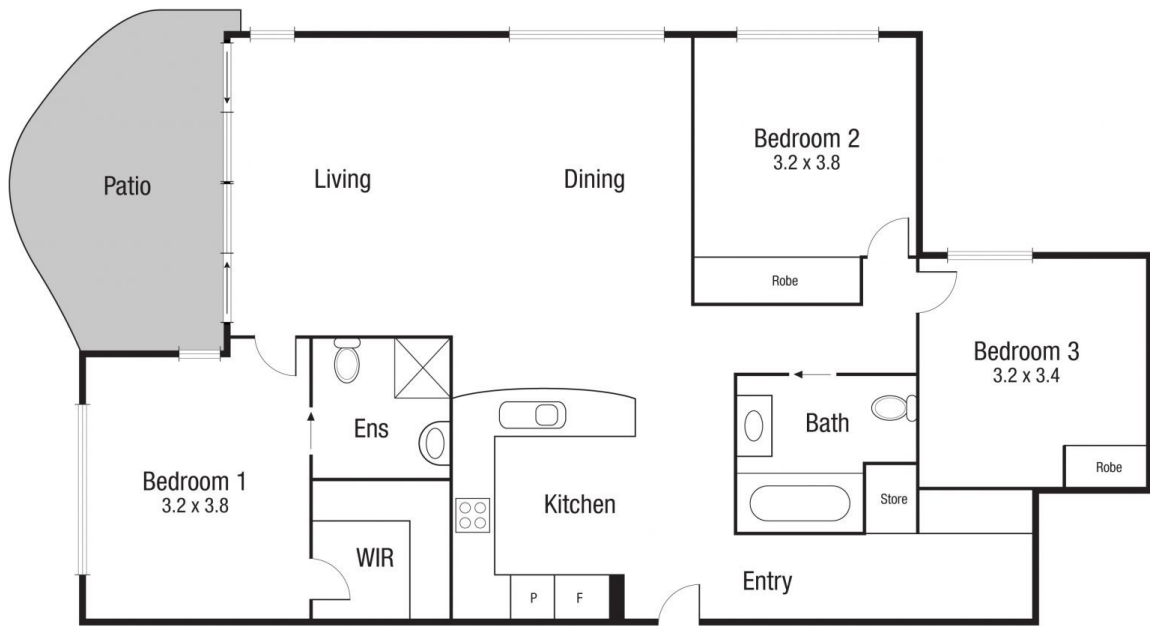 Bedroom 2
3.2 x 3.8
Patio
Living
Dining
Robe
Bedroom 3
3.2 x 3.4
Ens
Bath
Bedroom 1
3.2 x 3.8
Robe
Kitchen
Store
WIR
Entry
P
F